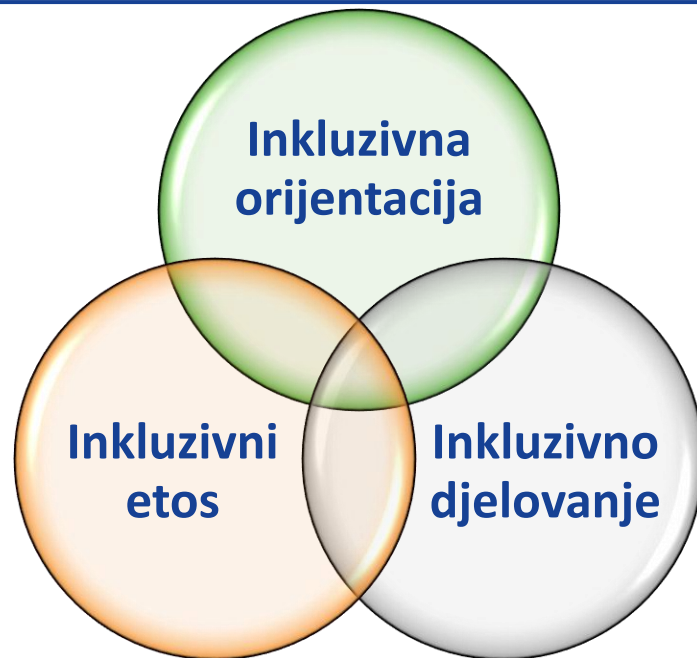 Inkluzivna
orijentacija
Inkluzivni
etos
Inkluzivno
djelovanje